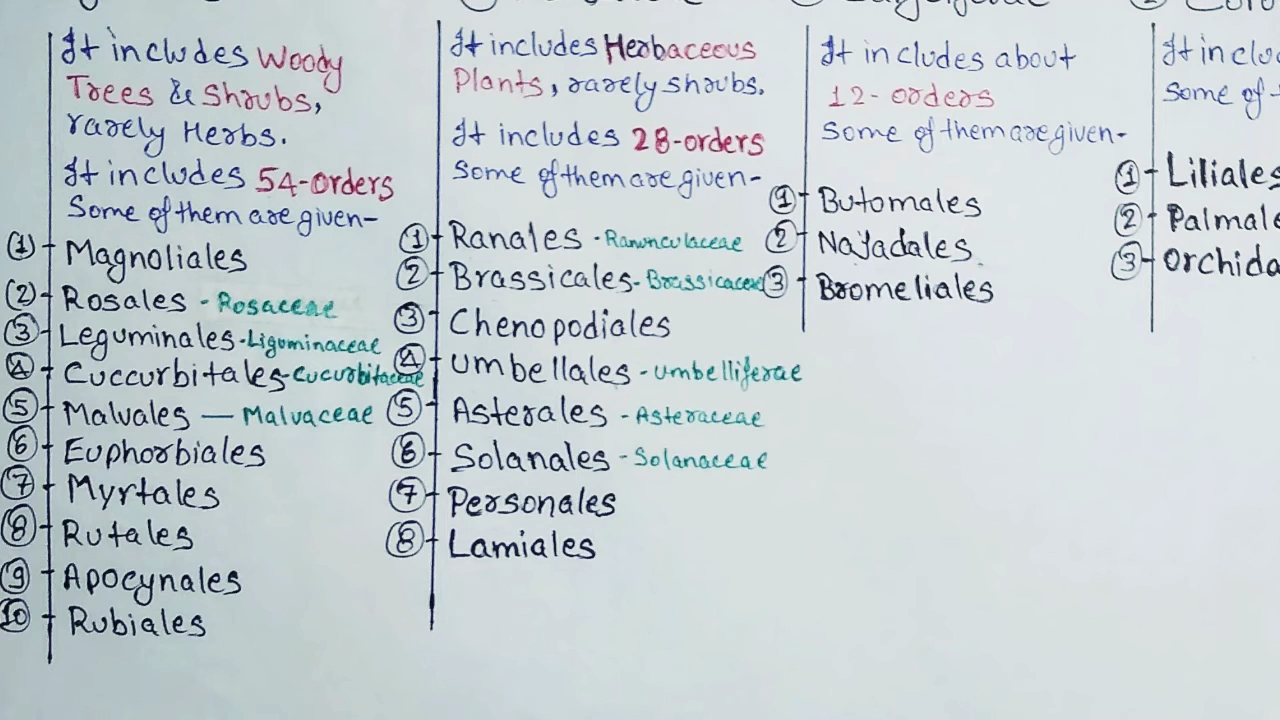 It includes Woody
Trees & Shrubs,
rarely Herbs.
It includes 54-orders
Some of them are given-
(1) Magnoliales
(2) Rosales - Rosaceae
(3) Leguminales - Liguminaceae
(4) Cuccurbitales - Cucurbitaceae
(5) Malvales — Malvaceae
(6) Euphorbiales
(7) Myrtales
(8) Rutales
(9) Apocynales
(10) Rubiales
It includes Herbaceous
Plants, rarely shrubs.
It includes 28-orders
Some of them are given-
(1) Ranales - Ranunculaceae
(2) Brassicales - Brassicaceae
(3) Chenopodiales
(4) Umbellales - Umbelliferae
(5) Asterales - Asteraceae
(6) Solanales - Solanaceae
(7) Personales
(8) Lamiales
It includes about
12-orders
Some of them are given-
(1) Butomales
(2) Najadales
(3) Bromeliales
It inclu
Some of
(1) Liliales
(2) Palmale
(3) Orchida